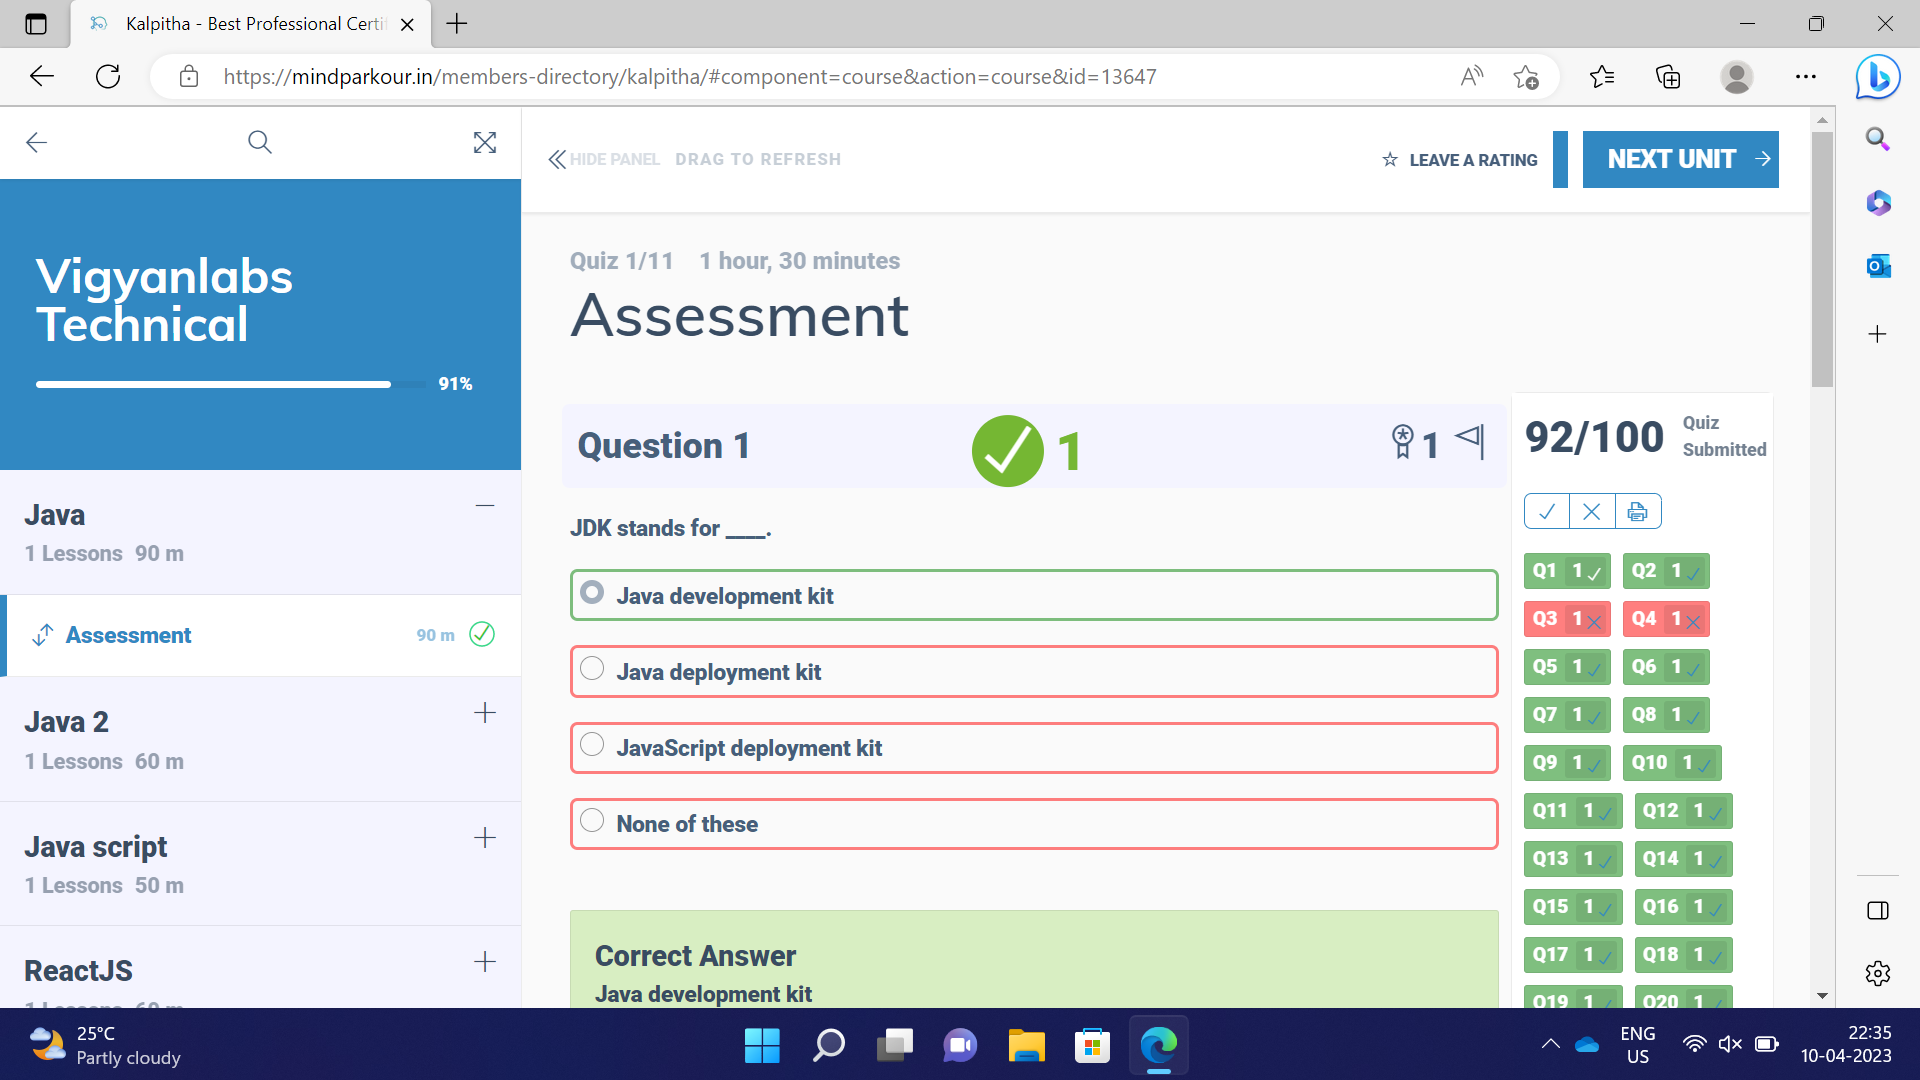 Kalpitha - Best Professional Certi
https://mindparkour.in/members-directory/kalpitha/#component=course&action=course&id=13647
HIDE PANEL DRAG TO REFRESH
LEAVE A RATING
NEXT UNIT
Vigyanlabs
Technical
91%
Java
1 Lessons 90 m
Assessment 90 m
Java 2
1 Lessons 60 m
Java script
1 Lessons 50 m
ReactJS
1 Lessons 60 m
Quiz 1/11 1 hour, 30 minutes
Assessment
Question 1 1 1
JDK stands for ____.
Java development kit
Java deployment kit
JavaScript deployment kit
None of these
Correct Answer
Java development kit
92/100 Quiz
Submitted
Q1 1 Q2 1
Q3 1 Q4 1
Q5 1 Q6 1
Q7 1 Q8 1
Q9 1 Q10 1
Q11 1 Q12 1
Q13 1 Q14 1
Q15 1 Q16 1
Q17 1 Q18 1
Q19 1 Q20 1
25°C
Partly cloudy
ENG
US
22:35
10-04-2023